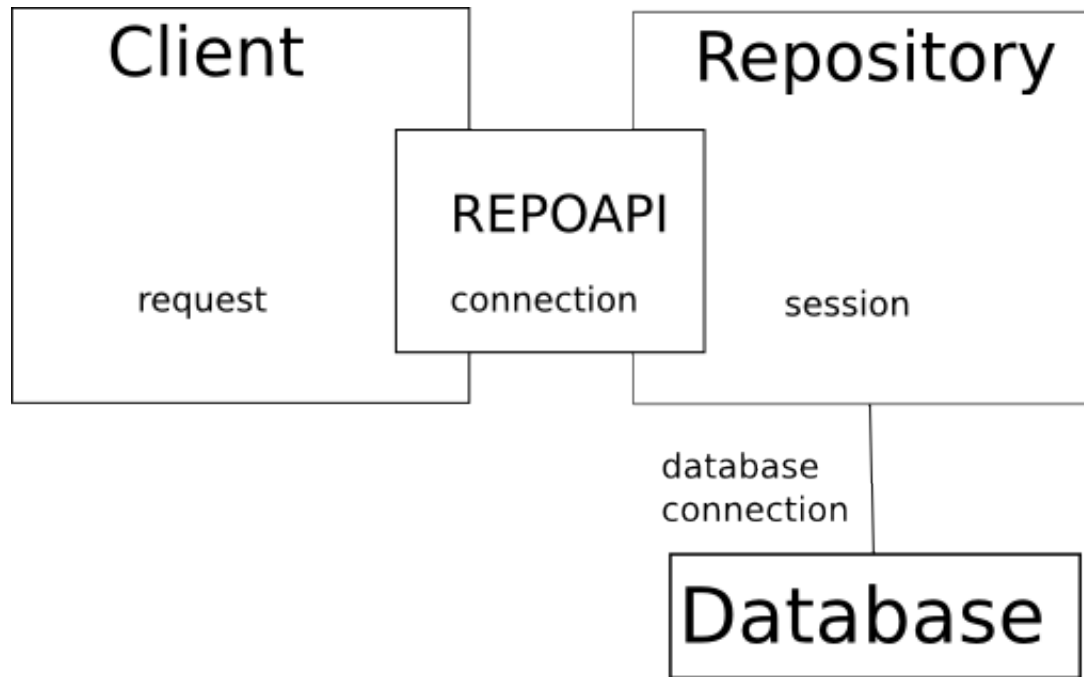 Client
Repository
REPOAPI
request
connection
session
database
connection
Database